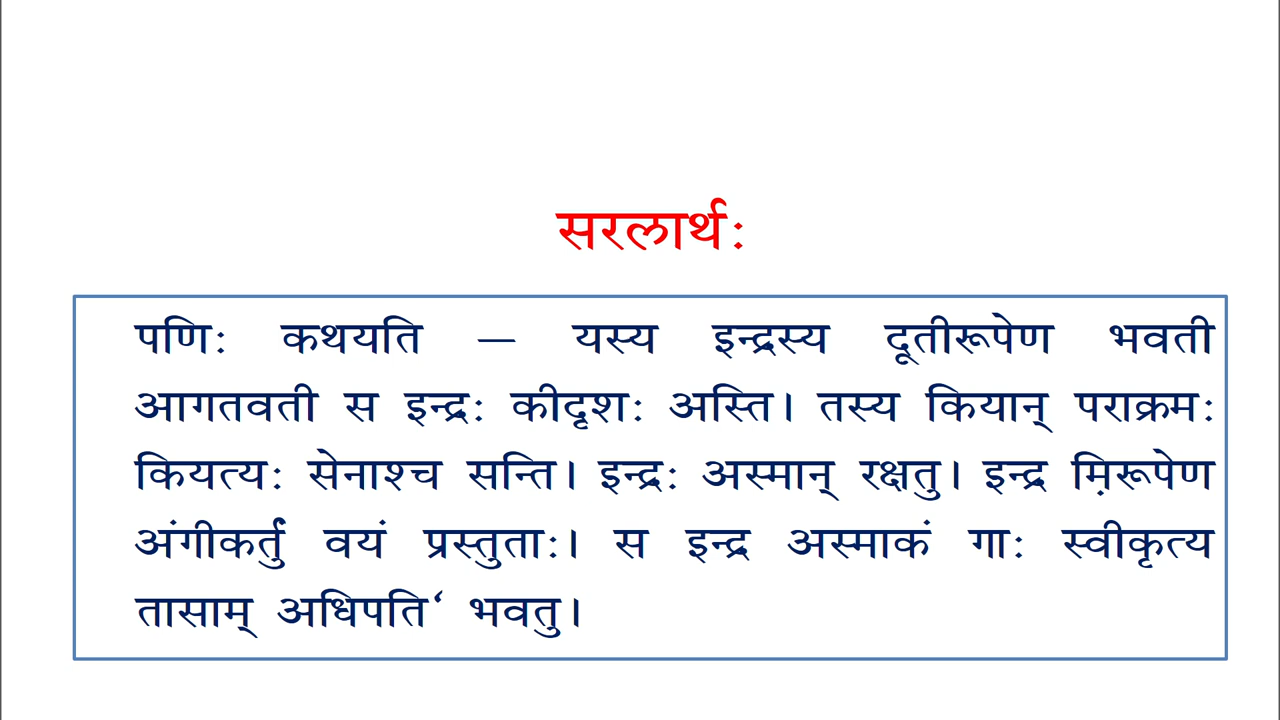 सरलार्थः
पणिः कथयति – यस्य इन्द्रस्य दूतीरूपेण भवती
आगतवती स इन्द्रः कीदृशः अस्ति। तस्य कियान् पराक्रमः
कियत्यः सेनाश्च सन्ति। इन्द्रः अस्मान् रक्षतु। इन्द्र मि़रूपेण
अंगीकर्तुं वयं प्रस्तुताः। स इन्द्र अस्माकं गाः स्वीकृत्य
तासाम् अधिपति‘ भवतु।